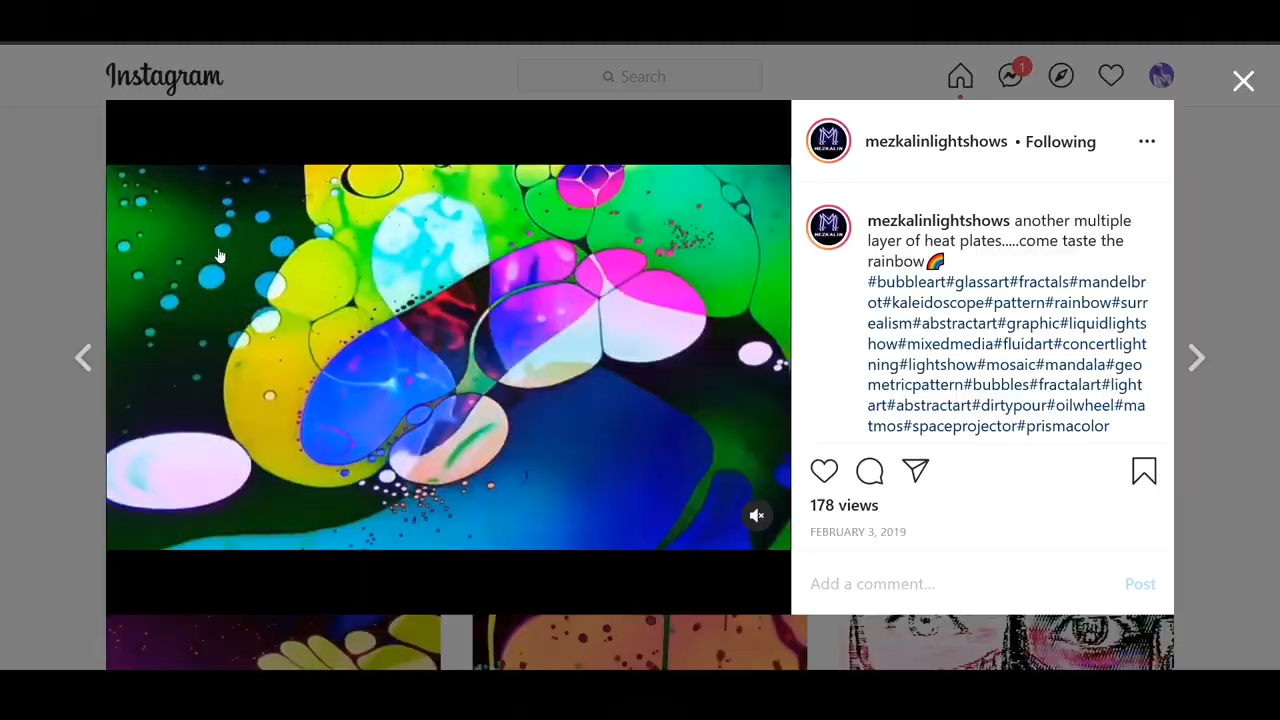 Instagram
Search
1
mezkalinlightshows • Following
MEZKALIN
MEZKALIN
mezkalinlightshows another multiple
layer of heat plates.....come taste the
rainbow🌈
#bubbleart#glassart#fractals#mandelbr
ot#kaleidoscope#pattern#rainbow#surr
ealism#abstractart#graphic#liquidlights
how#mixedmedia#fluidart#concertlight
ning#lightshow#mosaic#mandala#geo
metricpattern#bubbles#fractalart#light
art#abstractart#dirtypour#oilwheel#ma
tmos#spaceprojector#prismacolor
178 views
FEBRUARY 3, 2019
Add a comment...
Post